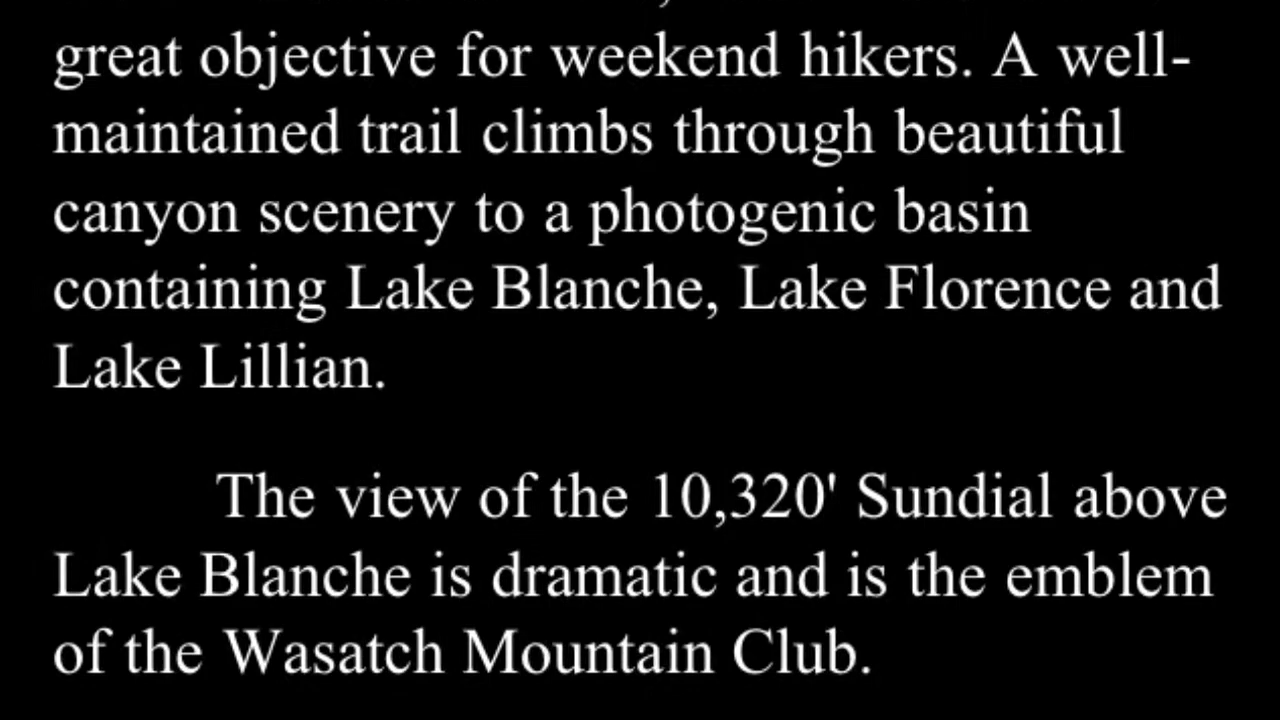 great objective for weekend hikers. A well-
maintained trail climbs through beautiful
canyon scenery to a photogenic basin
containing Lake Blanche, Lake Florence and
Lake Lillian.
The view of the 10,320' Sundial above
Lake Blanche is dramatic and is the emblem
of the Wasatch Mountain Club.